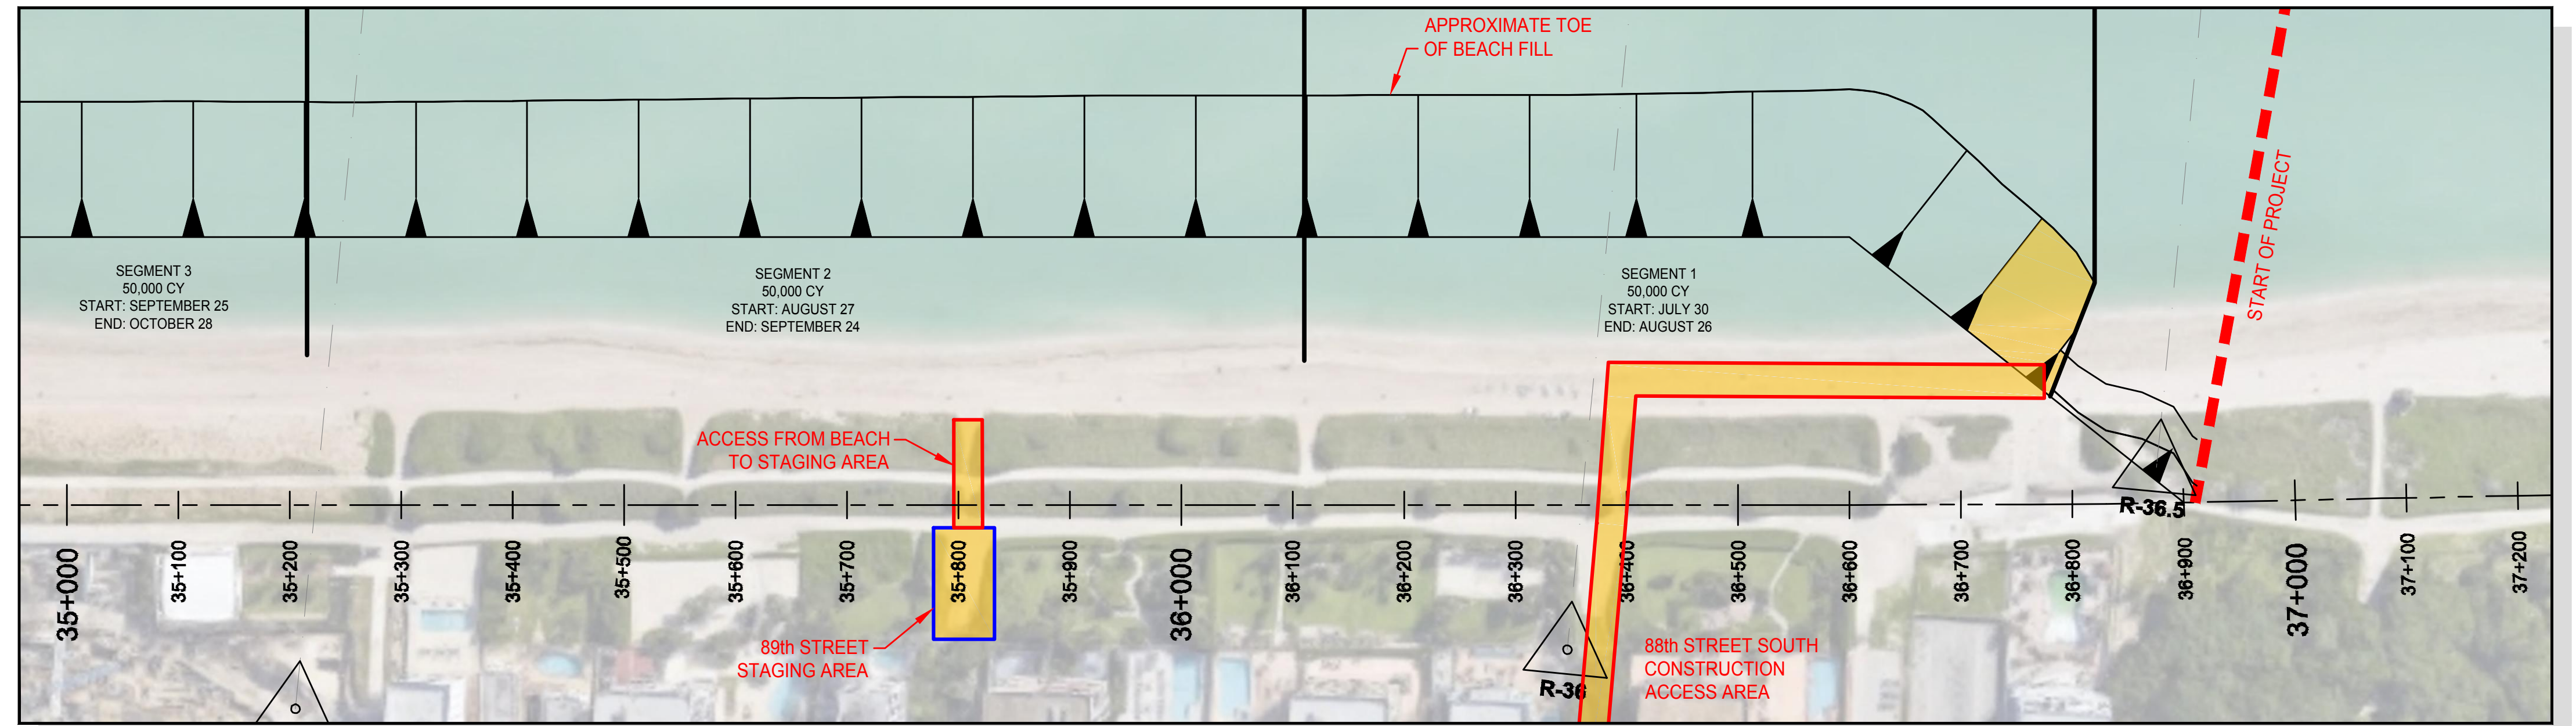 APPROXIMATE TOE
OF BEACH FILL
START OF PROJECT
SEGMENT 3
50,000 CY
START: SEPTEMBER 25
END: OCTOBER 28
SEGMENT 2
50,000 CY
START: AUGUST 27
END: SEPTEMBER 24
SEGMENT 1
50,000 CY
START: JULY 30
END: AUGUST 26
ACCESS FROM BEACH
TO STAGING AREA
R-36.5
35+000
35+100
35+200
35+300
35+400
35+500
35+600
35+700
35+800
35+900
36+000
36+100
36+200
36+300
36+400
36+500
36+600
36+700
36+800
36+900
37+000
37+100
37+200
89th STREET
STAGING AREA
R-36
88th STREET SOUTH
CONSTRUCTION
ACCESS AREA